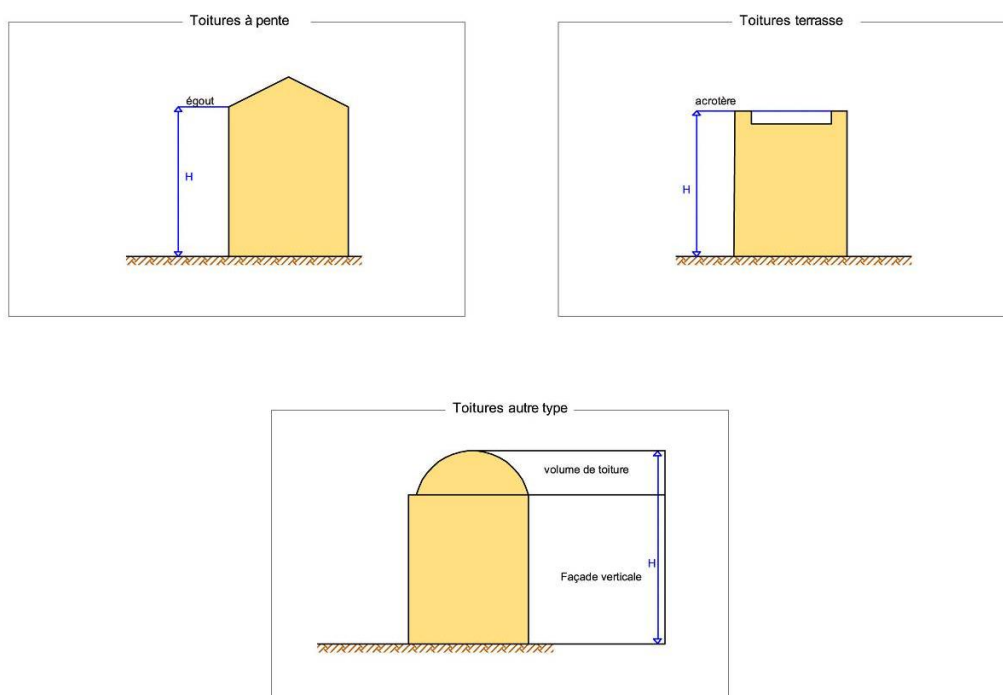 Toitures à pente
égout
H
Toitures terrasse
acrotère
H
Toitures autre type
volume de toiture
H
Façade verticale